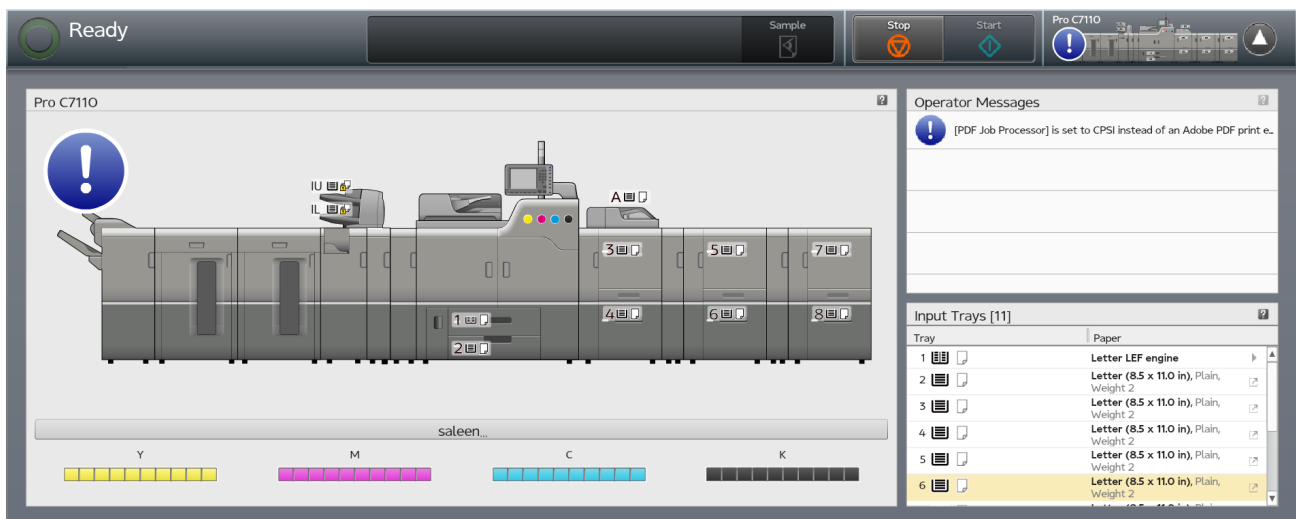 Ready
Sample
Stop
Start
Pro C7110
Pro C7110
Operator Messages
[PDF Job Processor] is set to CPSI instead of an Adobe PDF print e...
IU
IL
A
3
5
7
4
6
8
1
2
saleen...
Y
M
C
K
Input Trays [11]
Tray
Paper
1
Letter LEF engine
2
Letter (8.5 x 11.0 in), Plain,
Weight 2
3
Letter (8.5 x 11.0 in), Plain,
Weight 2
4
Letter (8.5 x 11.0 in), Plain,
Weight 2
5
Letter (8.5 x 11.0 in), Plain,
Weight 2
6
Letter (8.5 x 11.0 in), Plain,
Weight 2